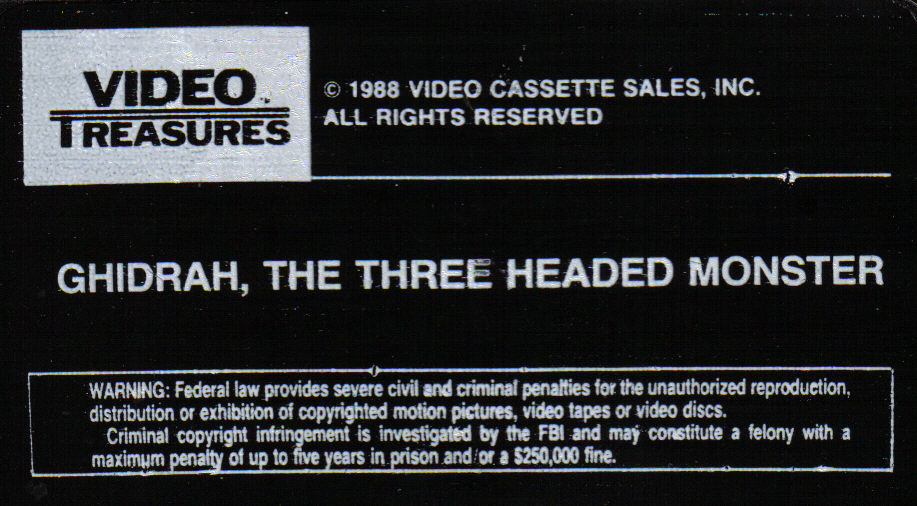 VIDEO
TREASURES
© 1988 VIDEO CASSETTE SALES, INC.
ALL RIGHTS RESERVED
GHIDRAH, THE THREE HEADED MONSTER
WARNING: Federal law provides severe civil and criminal penalties for the unauthorized reproduction,
distribution or exhibition of copyrighted motion pictures, video tapes or video discs.
Criminal copyright infringement is investigated by the FBI and may constitute a felony with a
maximum penalty of up to five years in prison and/or a $250,000 fine.